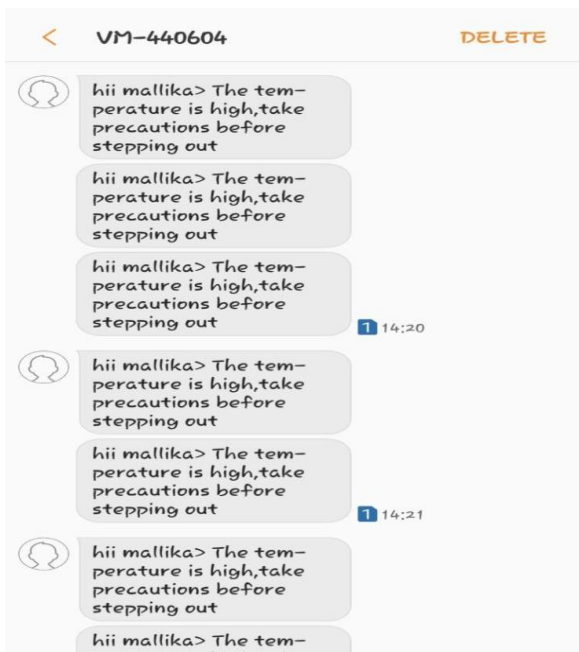 < VM-440604 DELETE
hii mallika> The tem-
perature is high,take
precautions before
stepping out
hii mallika> The tem-
perature is high,take
precautions before
stepping out
hii mallika> The tem-
perature is high,take
precautions before
stepping out
1 14:20
hii mallika> The tem-
perature is high,take
precautions before
stepping out
hii mallika> The tem-
perature is high,take
precautions before
stepping out
1 14:21
hii mallika> The tem-
perature is high,take
precautions before
stepping out
hii mallika> The tem-